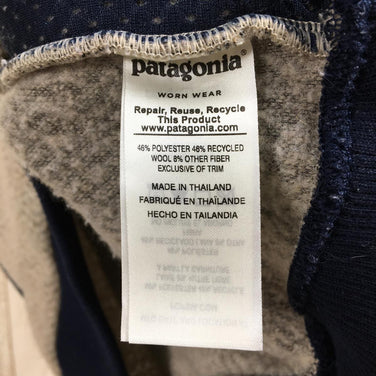 patagonia®
WORN WEAR
Repair, Reuse, Recycle
This Product
www.patagonia.com
46% POLYESTER 46% RECYCLED
WOOL 8% OTHER FIBER
EXCLUSIVE OF TRIM
MADE IN THAILAND
FABRIQUÉ EN THAÏLANDE
HECHO EN TAILANDIA